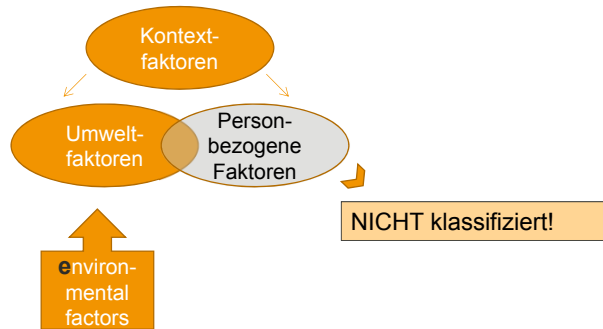 Kontext-
faktoren
Umwelt-
faktoren
Person-
bezogene
Faktoren
NICHT klassifiziert!
environ-
mental
factors